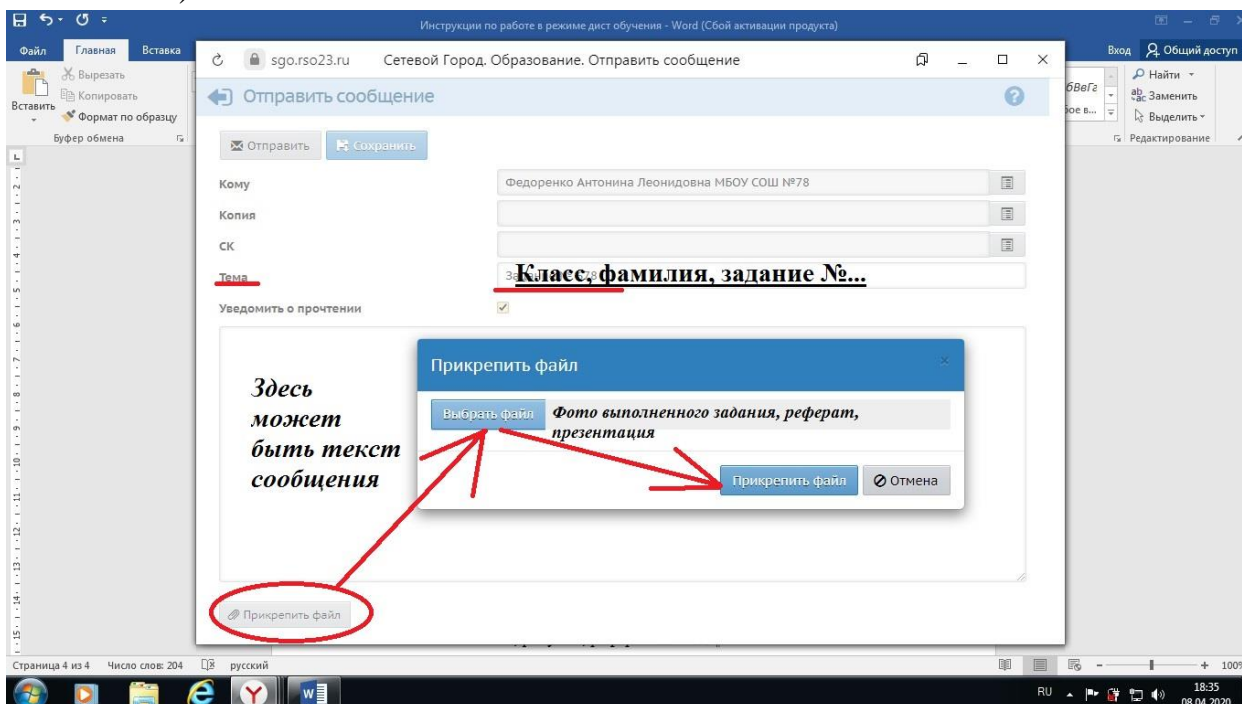 Инструкции по работе в режиме дист обучения - Word (Сбой активации продукта)
Файл Главная Вставка
Вход Общий доступ
Вырезать
Копировать
Вставить
Формат по образцу
Буфер обмена
Найти
Заменить
Выделить
Редактирование
sgo.rso23.ru Сетевой Город. Образование. Отправить сообщение
Отправить сообщение
Отправить Сохранить
Кому Федоренко Антонина Леонидовна МБОУ СОШ №78
Копия
СК
Тема Класс, фамилия, задание №...
Уведомить о прочтении
Прикрепить файл
Здесь
может
быть текст
сообщения
Выбрать файл Фото выполненного задания, реферат,
презентация
Прикрепить файл Отмена
Прикрепить файл
Страница 4 из 4 Число слов: 204 русский
100%
RU 18:35
08.04.2020